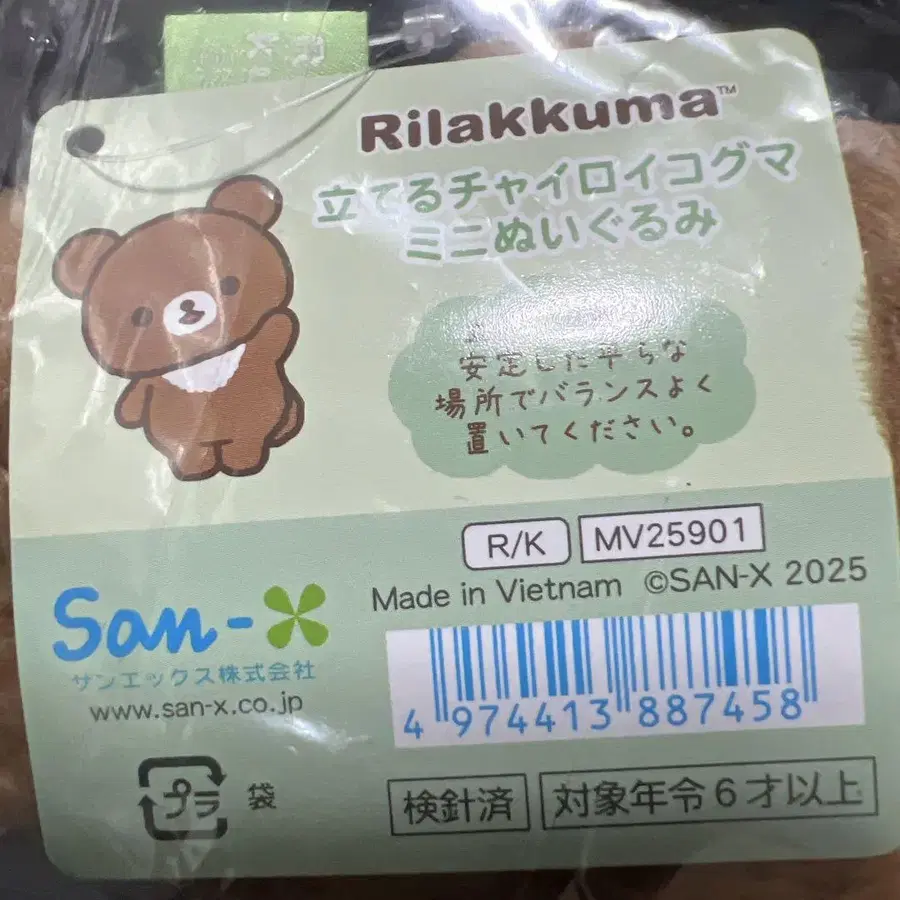 Rilakkuma™
立てるチャイロイコグマ
ミニぬいぐるみ
安定した平らな
場所でバランスよく
置いてください。
R/K MV25901
Made in Vietnam ©SAN-X 2025
San-X
サンエックス株式会社
www.san-x.co.jp
4 974413 887458
プラ 袋
検針済 対象年令6才以上